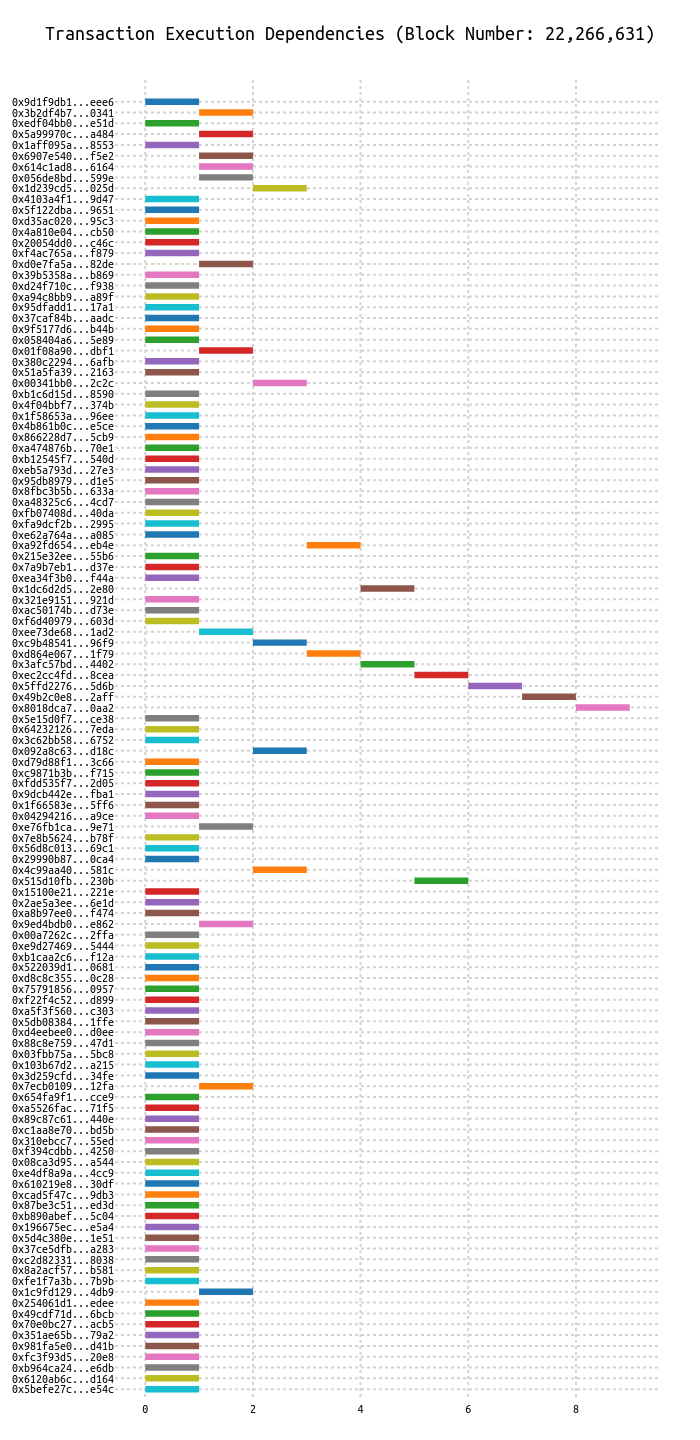 Transaction Execution Dependencies (Block Number: 22,266,631)
0x9d1f9db1...eee6
0x3b2df4b7...0341
0xedf04bb0...e51d
0x5a99970c...a484
0x1aff095a...8553
0x6907e540...f5e2
0x614c1ad8...6164
0x056de8bd...599e
0x1d239cd5...025d
0x4103a4f1...9d47
0x5f122dba...9651
0xd35ac020...95c3
0x4a810e04...cb50
0x20054dd0...c46c
0xf4ac765a...f879
0xd0e7fa5a...82de
0x39b5358a...b869
0xd24f710c...f938
0xa94c8bb9...a89f
0x95dfadd1...17a1
0x37caf84b...aadc
0x9f5177d6...b44b
0x058404a6...5e89
0x01f08a90...dbf1
0x380c2294...6afb
0x51a5fa39...2163
0x00341bb0...2c2c
0xb1c6d15d...8590
0x4f04bbf7...374b
0x1f58653a...96ee
0x4b861b0c...e5ce
0x866228d7...5cb9
0xa474876b...70e1
0xb12545f7...540d
0xeb5a793d...27e3
0x95db8979...d1e5
0x8fbc3b5b...633a
0xa48325c6...4cd7
0xfb07408d...40da
0xfa9dcf2b...2995
0xe62a764a...a085
0xa92fd654...eb4e
0x215e32ee...55b6
0x7a9b7eb1...d37e
0xea34f3b0...f44a
0x1dc6d2d5...2e80
0x321e9151...921d
0xac50174b...d73e
0xf6d40979...603d
0xee73de68...1ad2
0xc9b48541...96f9
0xd864e067...1f79
0x3afc57bd...4402
0xec2cc4fd...8cea
0x5ffd2276...5d6b
0x49b2c0e8...2aff
0x8018dca7...0aa2
0x5e15d0f7...ce38
0x64232126...7eda
0x3c62bb58...6752
0x092a8c63...d18c
0xd79d88f1...3c66
0xc9871b3b...f715
0xfdd535f7...2d05
0x9dcb442e...fba1
0x1f66583e...5ff6
0x04294216...a9ce
0xe76fb1ca...9e71
0x7e8b5624...b78f
0x56d8c013...69c1
0x29990b87...0ca4
0x4c99aa40...581c
0x515d10fb...230b
0x15100e21...221e
0x2ae5a3ee...6e1d
0xa8b97ee0...f474
0x9ed4bdb0...e862
0x00a7262c...2ffa
0xe9d27469...5444
0xb1caa2c6...f12a
0x522039d1...0681
0xd8c8c355...0c28
0x75791856...0957
0xf22f4c52...d899
0xa5f3f560...c303
0x5db08384...1ffe
0xd4eebee0...d0ee
0x88c8e759...47d1
0x03fbb75a...5bc8
0x103b67d2...a215
0x3d259cfd...34fe
0x7ecb0109...12fa
0x654fa9f1...cce9
0xa5526fac...71f5
0x89c87c61...440e
0xc1aa8e70...bd5b
0x310ebcc7...55ed
0xf394cdbb...4250
0x08ca3d95...a544
0xe4df8a9a...4cc9
0x610219e8...30df
0xcad5f47c...9db3
0x87be3c51...ed3d
0xb890abef...5c04
0x196675ec...e5a4
0x5d4c380e...1e51
0x37ce5dfb...a283
0xc2d82331...8038
0x8a2acf57...b581
0xfe1f7a3b...7b9b
0x1c9fd129...4db9
0x254061d1...edee
0x49cdf71d...6bcb
0x70e0bc27...acb5
0x351ae65b...79a2
0x981fa5e0...d41b
0xfc3f93d5...20e8
0xb964ca24...e6db
0x6120ab6c...d164
0x5befe27c...e54c
0 2 4 6 8